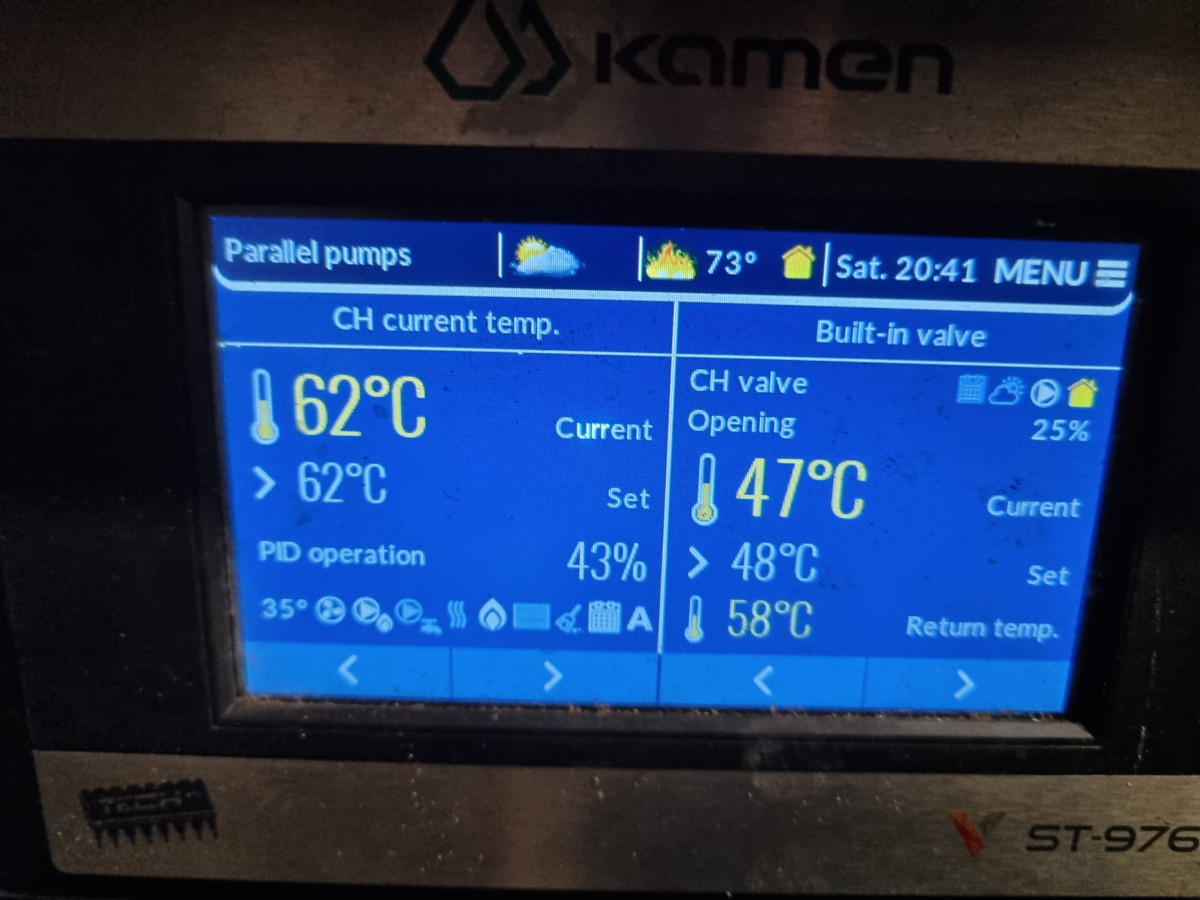 kamen
Parallel pumps 73° Sat. 20:41 MENU
CH current temp.
62°C Current
> 62°C Set
PID operation 43%
35° A
< >
Built-in valve
CH valve
Opening 25%
47°C Current
> 48°C Set
58°C Return temp.
< >
TECH
ST-976